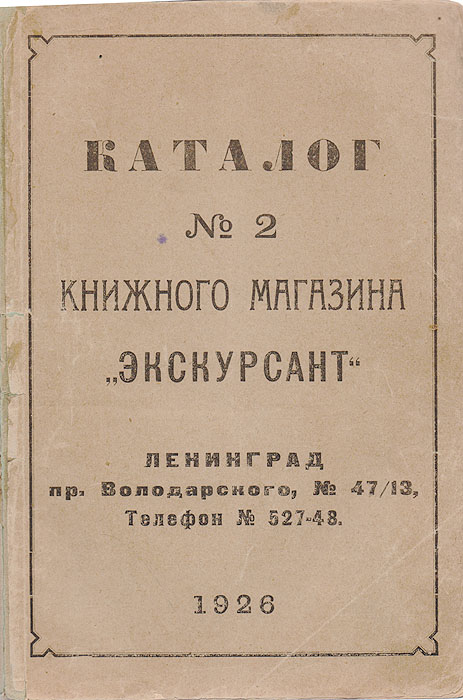 КАТАЛОГ
№ 2
КНИЖНОГО МАГАЗИНА
„ЭКСКУРСАНТ“
ЛЕНИНГРАД
пр. Володарского, № 47/13,
Телефон № 527-48.
1926